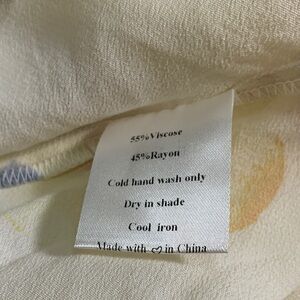 55%Viscose
45%Rayon
Cold hand wash only
Dry in shade
Cool iron
Made with ❤ in China